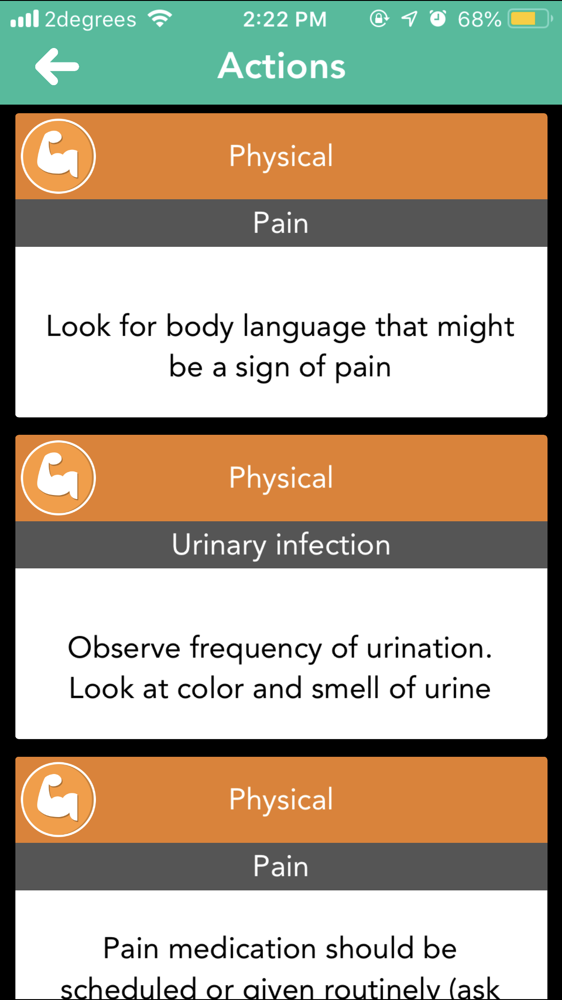 2degrees 2:22 PM 68%
Actions
Physical
Pain
Look for body language that might
be a sign of pain
Physical
Urinary infection
Observe frequency of urination.
Look at color and smell of urine
Physical
Pain
Pain medication should be
scheduled or given routinely (ask